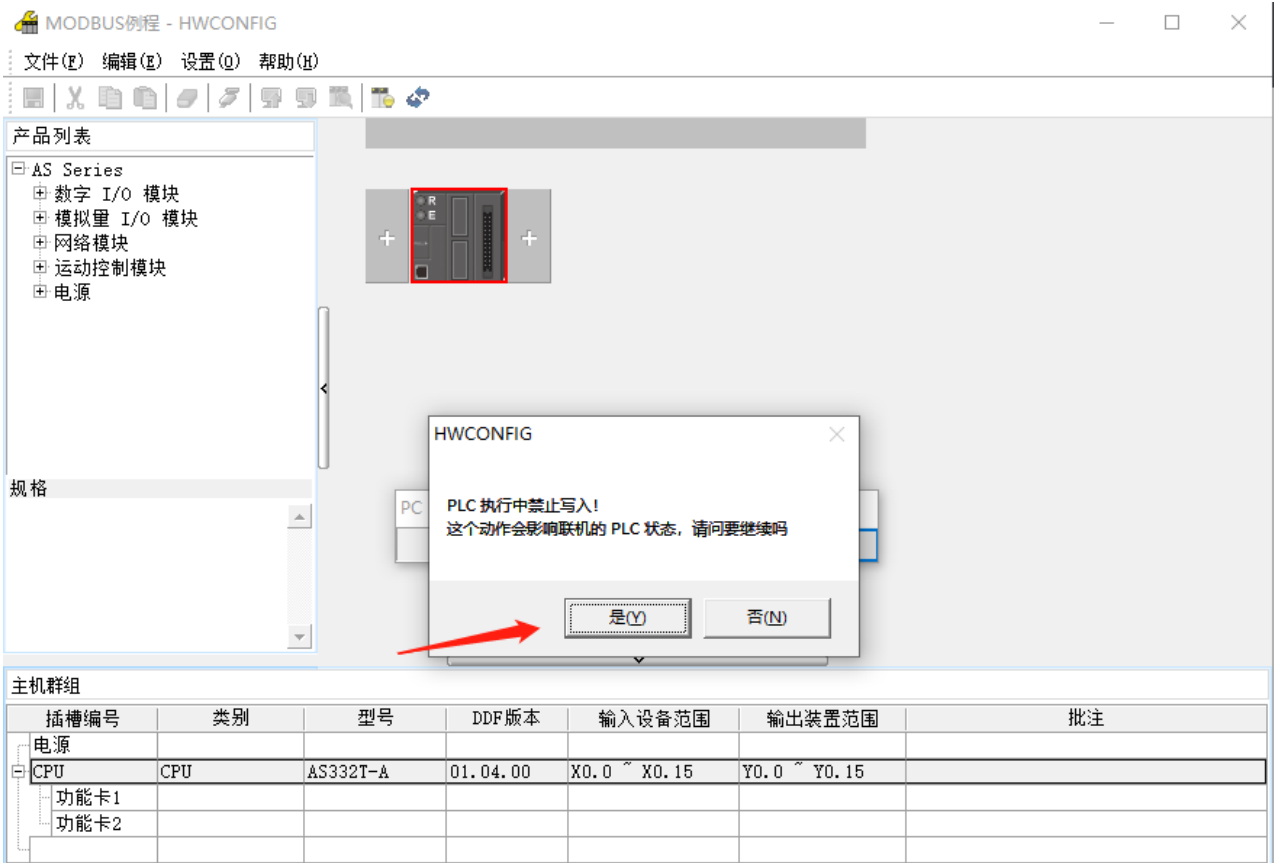 MODBUS例程 - HWCONFIG
文件(F) 编辑(E) 设置(O) 帮助(H)
产品列表
AS Series
数字 I/O 模块
模拟量 I/O 模块
网络模块
运动控制模块
电源
R
E
规格
PC
HWCONFIG
PLC 执行中禁止写入!
这个动作会影响联机的 PLC 状态，请问要继续吗
是(Y) 否(N)
主机群组
插槽编号 类别 型号 DDF版本 输入设备范围 输出装置范围 批注
电源
CPU CPU AS332T-A 01.04.00 X0.0 ~ X0.15 Y0.0 ~ Y0.15
功能卡1
功能卡2